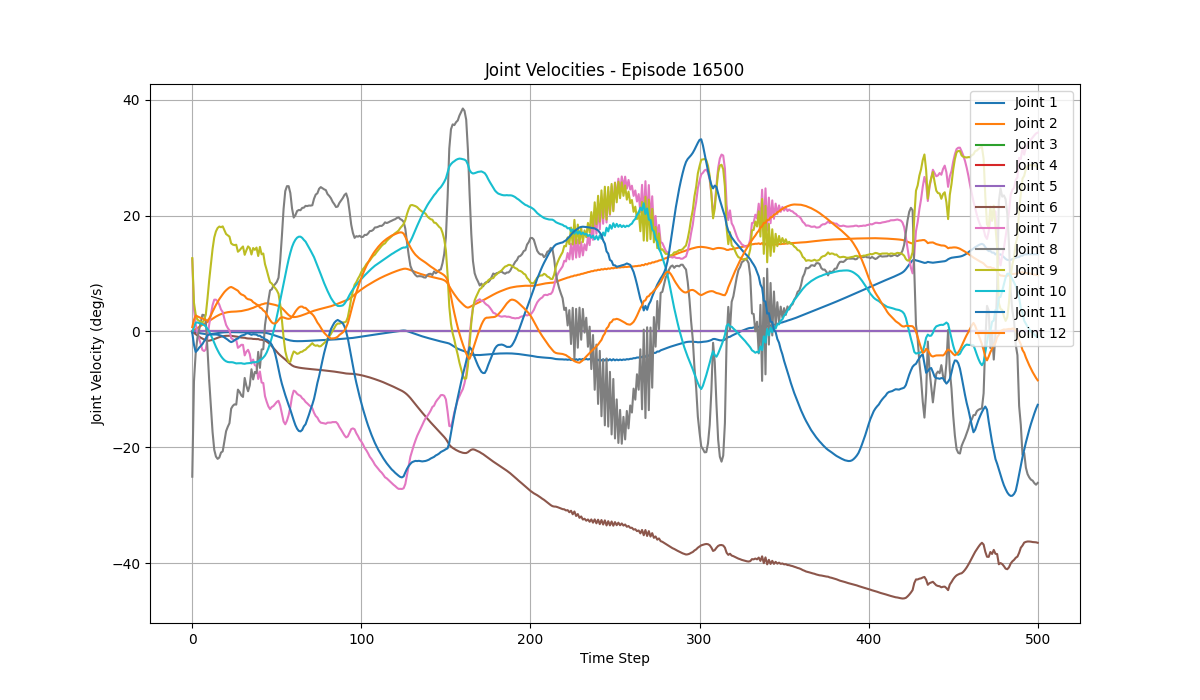 Joint Velocities - Episode 16500
Joint Velocity (deg/s)
40
20
0
−20
−40
0
100
200
300
400
500
Time Step
Joint 1
Joint 2
Joint 3
Joint 4
Joint 5
Joint 6
Joint 7
Joint 8
Joint 9
Joint 10
Joint 11
Joint 12